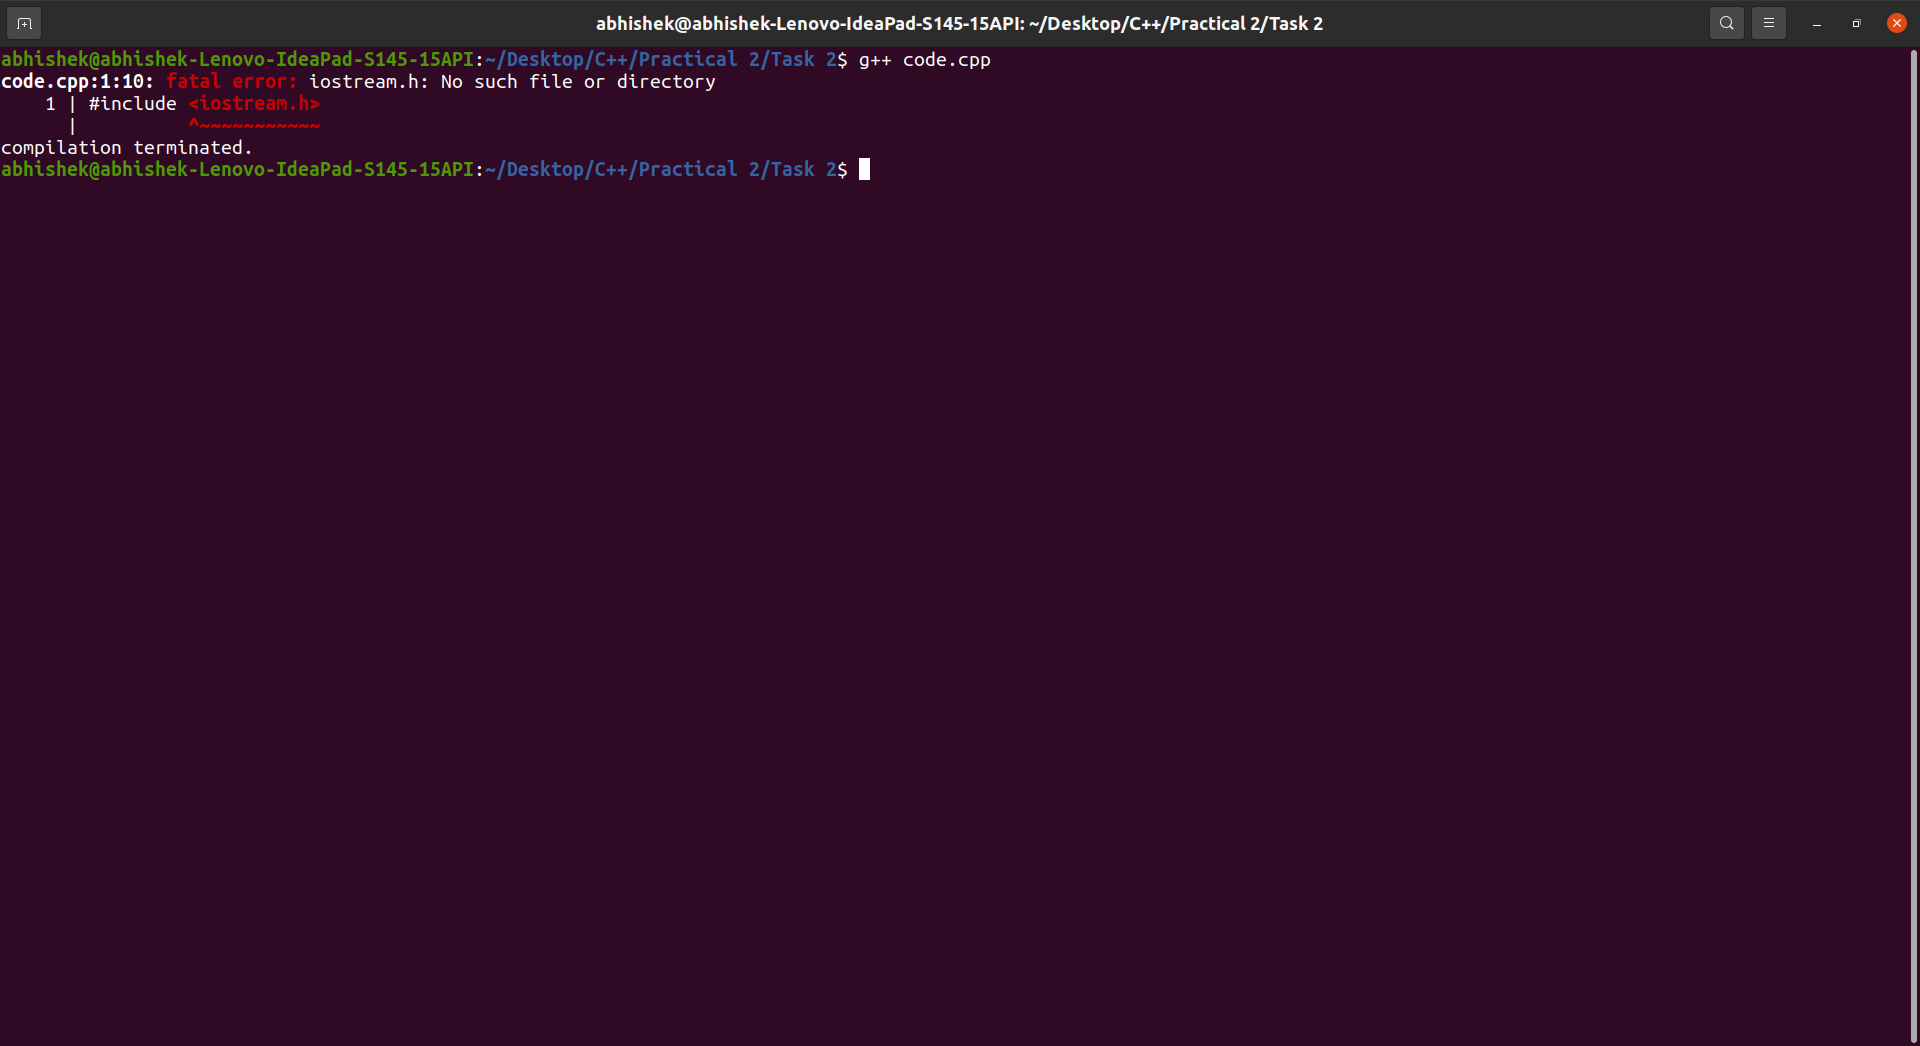 abhishek@abhishek-Lenovo-IdeaPad-S145-15API: ~/Desktop/C++/Practical 2/Task 2
abhishek@abhishek-Lenovo-IdeaPad-S145-15API:~/Desktop/C++/Practical 2/Task 2$ g++ code.cpp
code.cpp:1:10: fatal error: iostream.h: No such file or directory
    1 | #include <iostream.h>
      |          ^~~~~~~~~~~~
compilation terminated.
abhishek@abhishek-Lenovo-IdeaPad-S145-15API:~/Desktop/C++/Practical 2/Task 2$